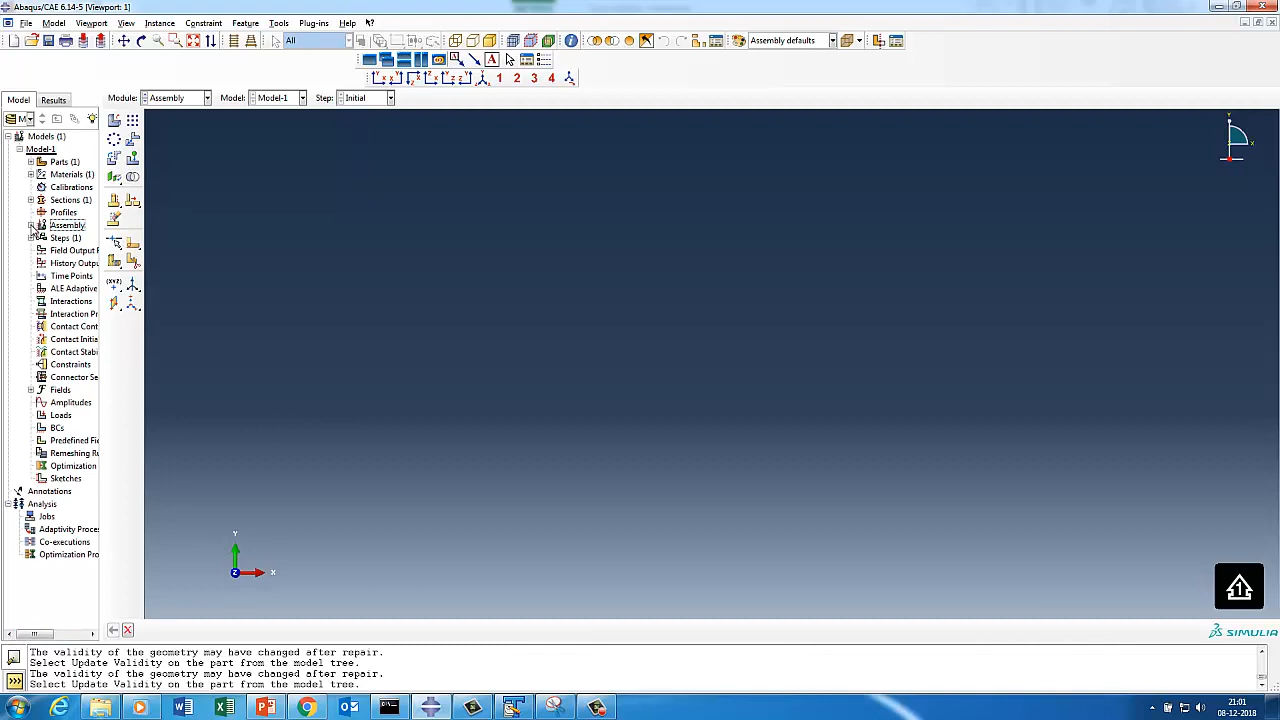 Abaqus/CAE 6.14-5 [Viewport: 1]
File Model Viewport View Instance Constraint Feature Tools Plug-ins Help
All Assembly defaults
1 2 3 4
Model Results Module: Assembly Model: Model-1 Step: Initial
M
Models (1)
Model-1
Parts (1)
Materials (1)
Calibrations
Sections (1)
Profiles
Assembly
Steps (1)
Field Output R
History Outpu
Time Points
ALE Adaptive
Interactions
Interaction Pr
Contact Cont
Contact Initia
Contact Stabi
Constraints
Connector Se
Fields
Amplitudes
Loads
BCs
Predefined Fie
Remeshing Ru
Optimization
Sketches
Annotations
Analysis
Jobs
Adaptivity Proce
Co-executions
Optimization Pro
(XYZ)
Y
X
Y
Z X
1
SIMULIA
The validity of the geometry may have changed after repair.
Select Update Validity on the part from the model tree.
The validity of the geometry may have changed after repair.
Select Update Validity on the part from the model tree.
21:01
08-12-2018